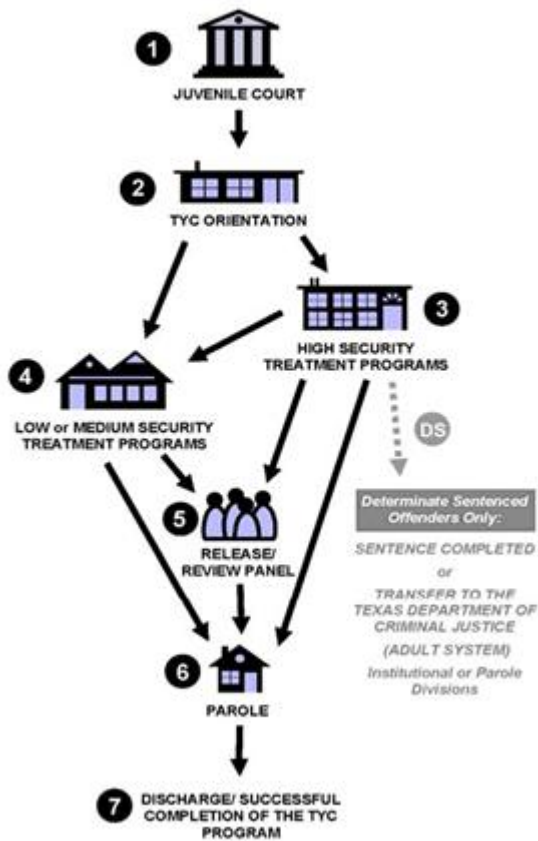 1
JUVENILE COURT
2
TYC ORIENTATION
3
HIGH SECURITY
TREATMENT PROGRAMS
4
LOW or MEDIUM SECURITY
TREATMENT PROGRAMS
DS
Determinate Sentenced
Offenders Only:
SENTENCE COMPLETED
or
TRANSFER TO THE
TEXAS DEPARTMENT OF
CRIMINAL JUSTICE
(ADULT SYSTEM)
Institutional or Parole
Divisions
5
RELEASE/
REVIEW PANEL
6
PAROLE
7
DISCHARGE/ SUCCESSFUL
COMPLETION OF THE TYC
PROGRAM